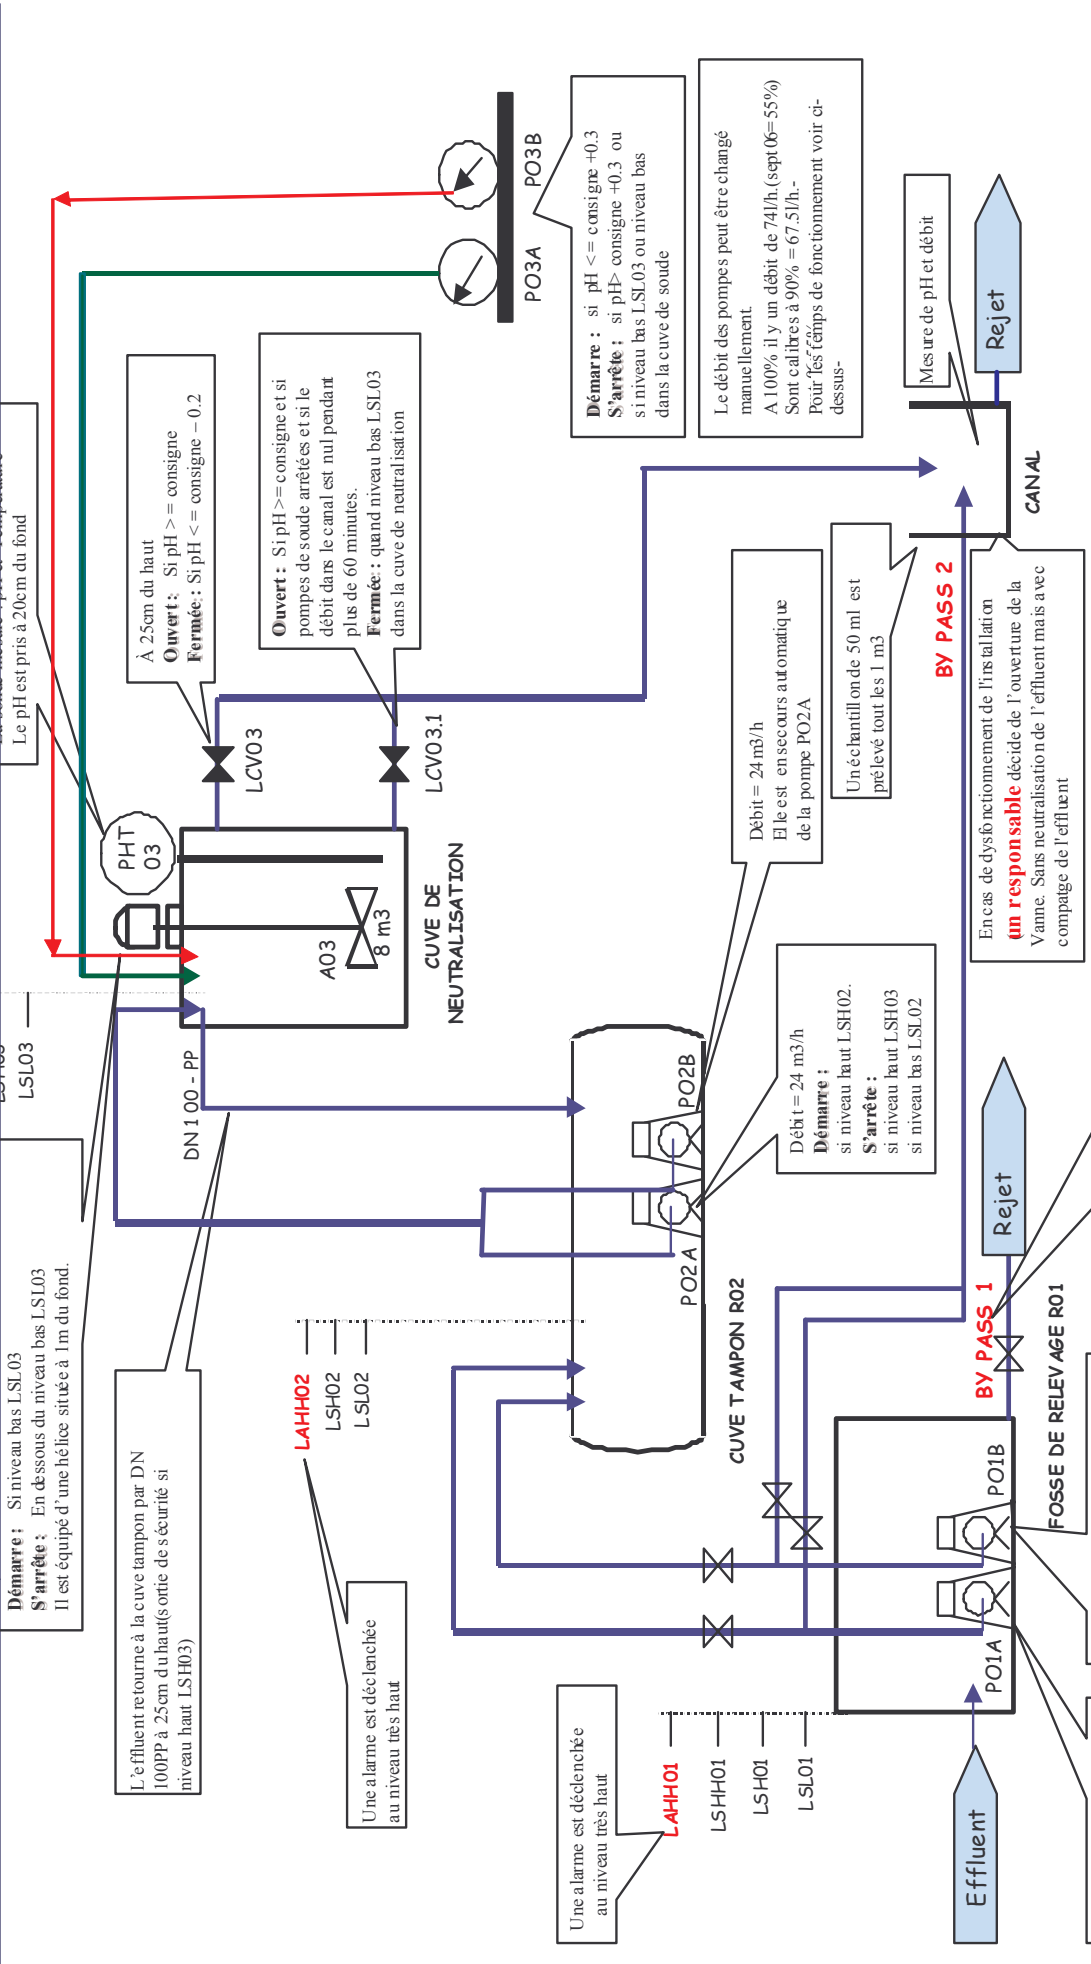 Le pH est pris à 20cm du fond
LSL03
À 25cm du haut
Ouvert : Si pH >= consigne
Fermée : Si pH <= consigne – 0.2
PHT
03
LCV03
LCV03.1
Ouvert : Si pH >= consigne et si
pompes de soude arrêtées et si le
débit dans le canal est nul pendant
plus de 60 minutes.
Fermée : quand niveau bas LSL03
dans la cuve de neutralisation
PO3A
PO3B
Démarre : si pH <= consigne +0.3
S'arrête : si pH> consigne +0.3 ou
si niveau bas LSL03 ou niveau bas
dans la cuve de soude
Le débit des pompes peut être changé
manuellement.
A 100% il y un débit de 74l/h.(sept 06=55%)
Sont calibres à 90% = 67.5l/h.-
Pour les temps de fonctionnement voir ci-
dessus-
Mesure de pH et débit
Rejet
CANAL
A03
8 m3
CUVE DE
NEUTRALISATION
DN100 - PP
Démarre : Si niveau bas LSL03
S'arrête : En dessous du niveau bas LSL03
Il est équipé d'une hélice située à 1m du fond.
L'effluent retourne à la cuve tampon par DN
100PP à 25cm du haut(sortie de sécurité si
niveau haut LSH03)
LAHH02
LSH02
LSL02
Une alarme est déclenchée
au niveau très haut
PO2A
PO2B
CUVE TAMPON R02
Débit = 24 m3/h
Elle est en secours automatique
de la pompe PO2A
Débit = 24 m3/h
Démarre :
si niveau haut LSH02.
S'arrête :
si niveau haut LSH03
si niveau bas LSL02
Un échantillon de 50 ml est
prélevé tout les 1 m3
BY PASS 2
En cas de dysfonctionnement de l'installation
un responsable décide de l'ouverture de la
Vanne. Sans neutralisation de l'effluent mais avec
compatge de l'effluent
Une alarme est déclenchée
au niveau très haut
LAHH01
LSHH01
LSH01
LSL01
Effluent
PO1A
PO1B
FOSSE DE RELEVAGE R01
BY PASS 1
Rejet